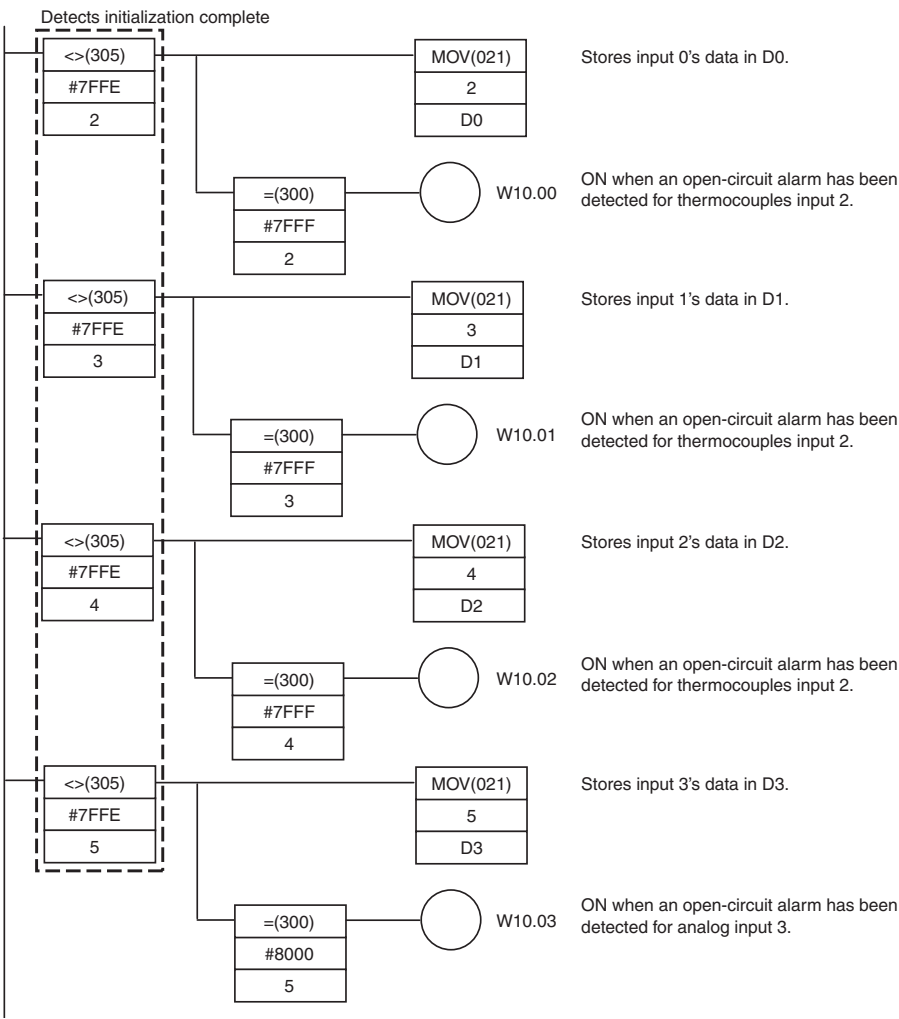 Detects initialization complete
<>(305)
#7FFE
2
MOV(021)
2
D0
Stores input 0's data in D0.
=(300)
#7FFF
2
W10.00
ON when an open-circuit alarm has been
detected for thermocouples input 2.
<>(305)
#7FFE
3
MOV(021)
3
D1
Stores input 1's data in D1.
=(300)
#7FFF
3
W10.01
ON when an open-circuit alarm has been
detected for thermocouples input 2.
<>(305)
#7FFE
4
MOV(021)
4
D2
Stores input 2's data in D2.
=(300)
#7FFF
4
W10.02
ON when an open-circuit alarm has been
detected for thermocouples input 2.
<>(305)
#7FFE
5
MOV(021)
5
D3
Stores input 3's data in D3.
=(300)
#8000
5
W10.03
ON when an open-circuit alarm has been
detected for analog input 3.